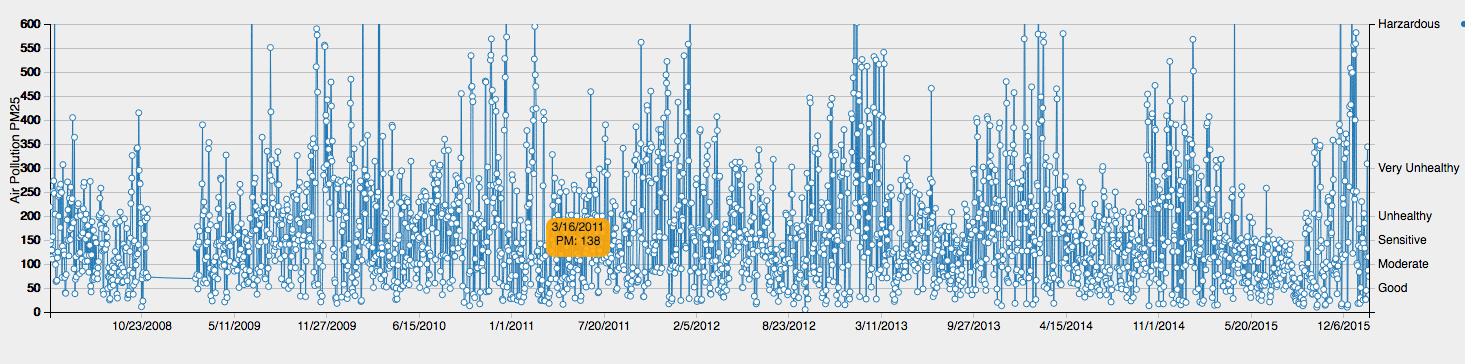 Air Pollution PM25
600
550
500
450
400
350
300
250
200
150
100
50
0
Harzardous
Very Unhealthy
Unhealthy
Sensitive
Moderate
Good
3/16/2011
PM: 138
10/23/2008 5/11/2009 11/27/2009 6/15/2010 1/1/2011 7/20/2011 2/5/2012 8/23/2012 3/11/2013 9/27/2013 4/15/2014 11/1/2014 5/20/2015 12/6/2015